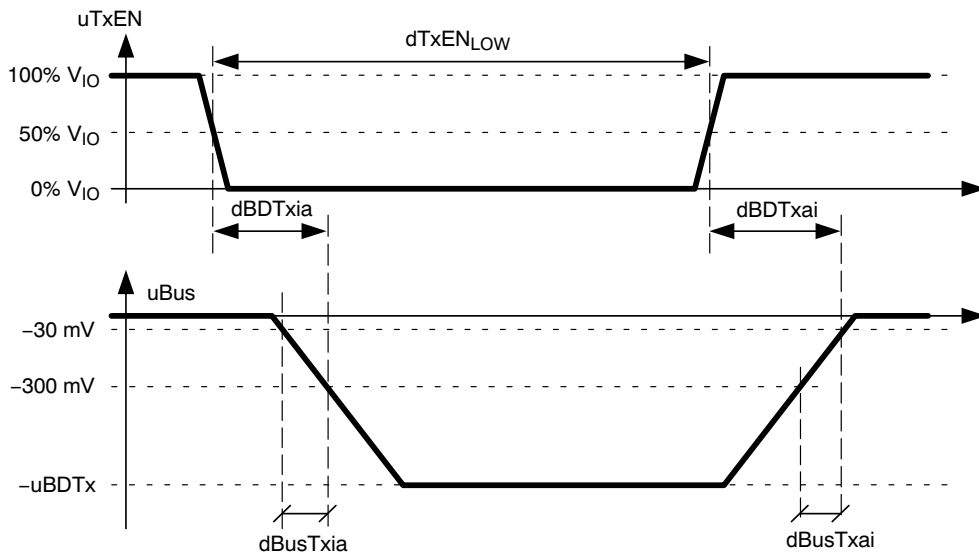 uTxEN
dTxEN_LOW
100% V_IO
50% V_IO
0% V_IO
dBDTxia
dBDTxai
uBus
−30 mV
−300 mV
−uBDTx
dBusTxia
dBusTxai